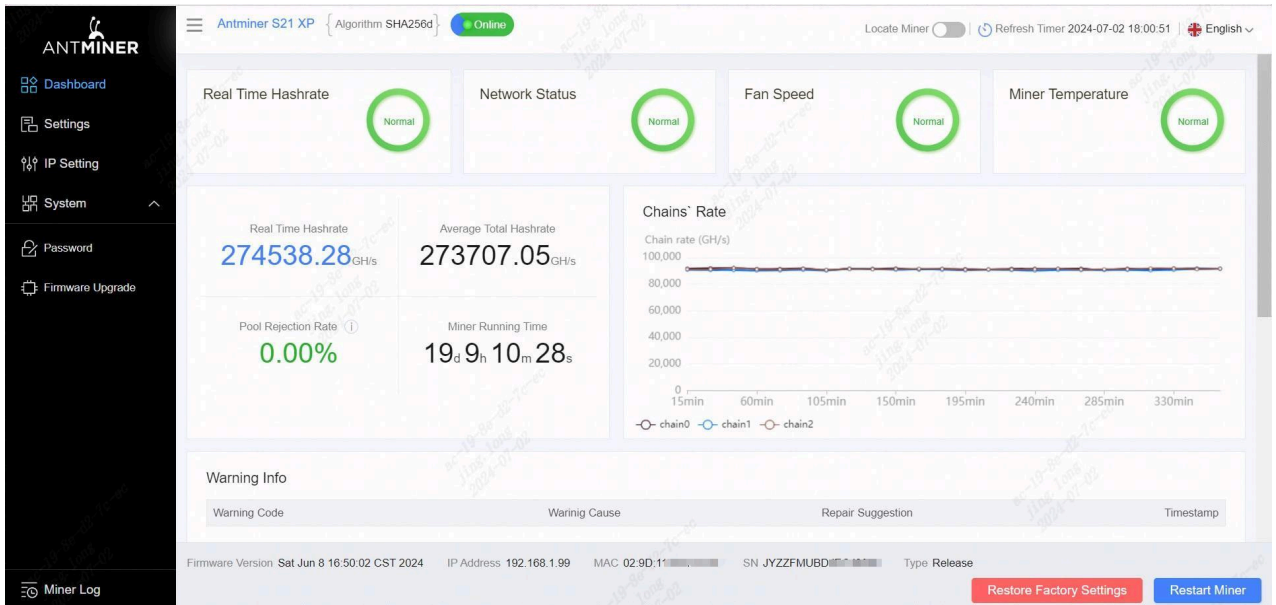 ANTMINER
Dashboard
Settings
IP Setting
System
Password
Firmware Upgrade
Miner Log
Antminer S21 XP { Algorithm SHA256d } Online
Locate Miner Refresh Timer 2024-07-02 18:00:51 English
Real Time Hashrate
Normal
Network Status
Normal
Fan Speed
Normal
Miner Temperature
Normal
Real Time Hashrate
274538.28GH/s
Average Total Hashrate
273707.05GH/s
Pool Rejection Rate
0.00%
Miner Running Time
19d 9h 10m 28s
Chains` Rate
Chain rate (GH/s)
100,000
80,000
60,000
40,000
20,000
0
15min 60min 105min 150min 195min 240min 285min 330min
chain0 chain1 chain2
Warning Info
Warning Code Warinig Cause Repair Suggestion Timestamp
Firmware Version Sat Jun 8 16:50:02 CST 2024 IP Address 192.168.1.99 MAC 02:9D:11 SN JYZZFMUBD Type Release
Restore Factory Settings Restart Miner